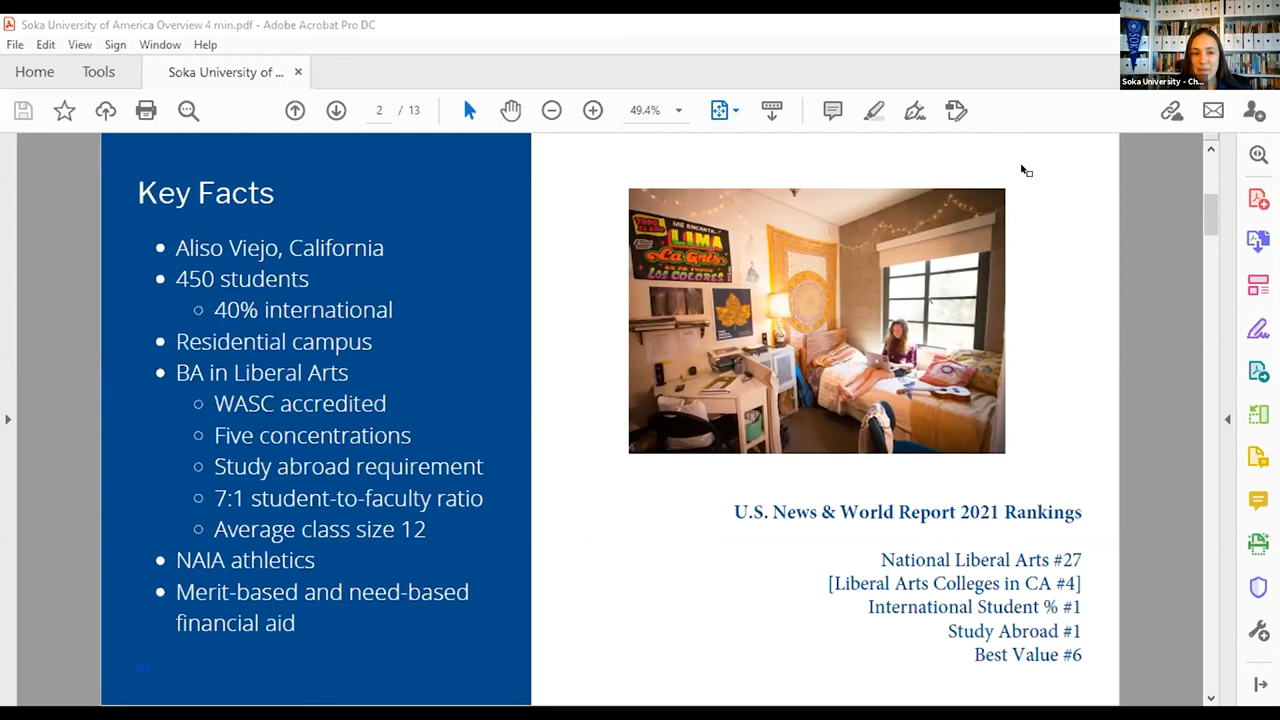 Soka University of America Overview 4 min.pdf - Adobe Acrobat Pro DC
File Edit View Sign Window Help
Home Tools Soka University of ... ×
2 / 13 49.4%
SOKA
Soka University - Ch...
Key Facts
• Aliso Viejo, California
• 450 students
○ 40% international
• Residential campus
• BA in Liberal Arts
○ WASC accredited
○ Five concentrations
○ Study abroad requirement
○ 7:1 student-to-faculty ratio
○ Average class size 12
• NAIA athletics
• Merit-based and need-based
financial aid
ME ENCANTA...
LIMA
La Gris
LOS COLORES
U.S. News & World Report 2021 Rankings
National Liberal Arts #27
[Liberal Arts Colleges in CA #4]
International Student % #1
Study Abroad #1
Best Value #6